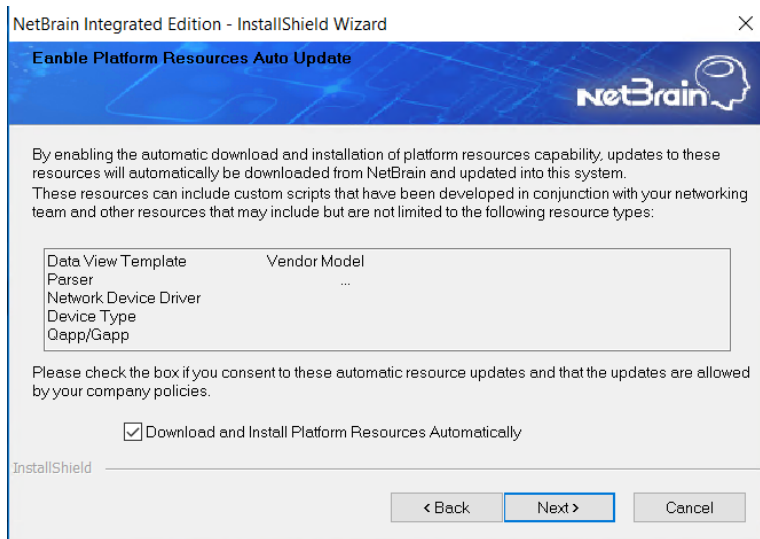 NetBrain Integrated Edition - InstallShield Wizard
Eanble Platform Resources Auto Update
NetBrain
By enabling the automatic download and installation of platform resources capability, updates to these
resources will automatically be downloaded from NetBrain and updated into this system.
These resources can include custom scripts that have been developed in conjunction with your networking
team and other resources that may include but are not limited to the following resource types:
Data View Template Vendor Model
Parser ...
Network Device Driver
Device Type
Qapp/Gapp
Please check the box if you consent to these automatic resource updates and that the updates are allowed
by your company policies.
Download and Install Platform Resources Automatically
InstallShield
< Back Next > Cancel